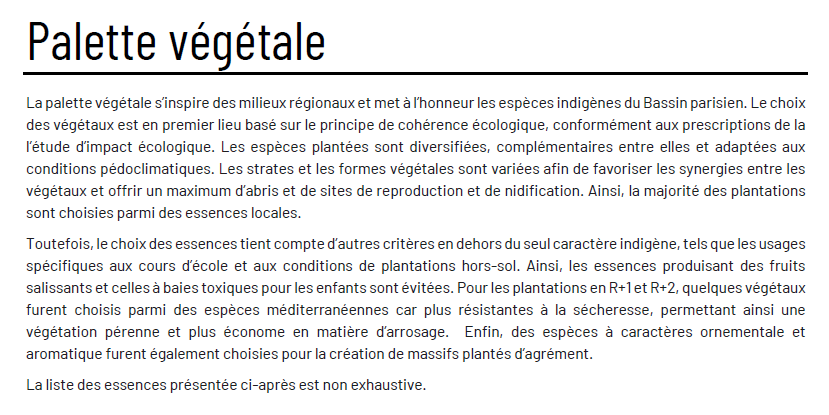 Palette végétale
La palette végétale s'inspire des milieux régionaux et met à l'honneur les espèces indigènes du Bassin parisien. Le choix
des végétaux est en premier lieu basé sur le principe de cohérence écologique, conformément aux prescriptions de la
l'étude d'impact écologique. Les espèces plantées sont diversifiées, complémentaires entre elles et adaptées aux
conditions pédoclimatiques. Les strates et les formes végétales sont variées afin de favoriser les synergies entre les
végétaux et offrir un maximum d'abris et de sites de reproduction et de nidification. Ainsi, la majorité des plantations
sont choisies parmi des essences locales.
Toutefois, le choix des essences tient compte d'autres critères en dehors du seul caractère indigène, tels que les usages
spécifiques aux cours d'école et aux conditions de plantations hors-sol. Ainsi, les essences produisant des fruits
salissants et celles à baies toxiques pour les enfants sont évitées. Pour les plantations en R+1 et R+2, quelques végétaux
furent choisis parmi des espèces méditerranéennes car plus résistantes à la sécheresse, permettant ainsi une
végétation pérenne et plus économe en matière d'arrosage. Enfin, des espèces à caractères ornementale et
aromatique furent également choisies pour la création de massifs plantés d'agrément.
La liste des essences présentée ci-après est non exhaustive.